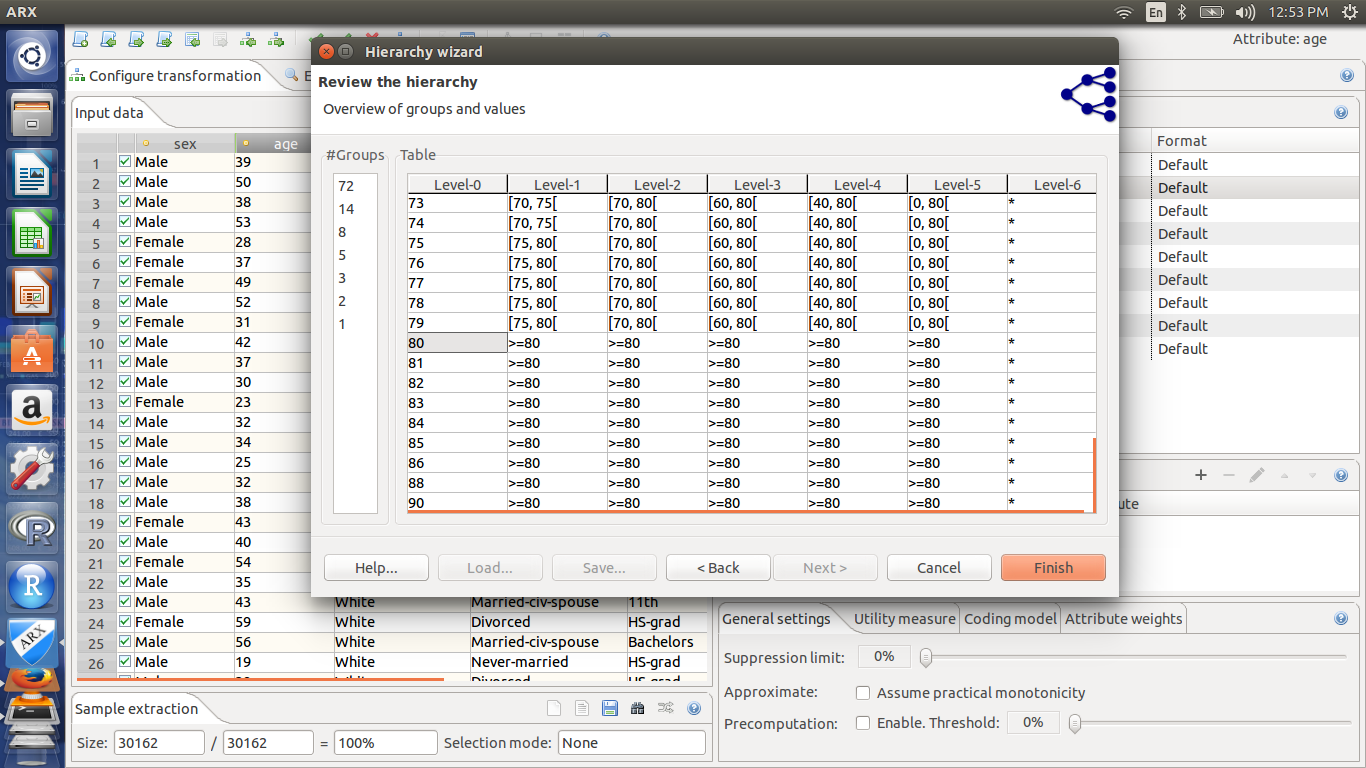 ARX
En 12:53 PM
Attribute: age
Configure transformation
Input data
sex age
1 Male 39
2 Male 50
3 Male 38
4 Male 53
5 Female 28
6 Female 37
7 Female 49
8 Male 52
9 Female 31
10 Male 42
11 Male 37
12 Male 30
13 Female 23
14 Male 32
15 Male 34
16 Male 25
17 Male 32
18 Male 38
19 Female 43
20 Male 40
21 Female 54
22 Male 35
23 Male 43 White Married-civ-spouse 11th
24 Female 59 White Divorced HS-grad
25 Male 56 White Married-civ-spouse Bachelors
26 Male 19 White Never-married HS-grad
Hierarchy wizard
Review the hierarchy
Overview of groups and values
#Groups
72
14
8
5
3
2
1
Table
Level-0 Level-1 Level-2 Level-3 Level-4 Level-5 Level-6
73 [70, 75[ [70, 80[ [60, 80[ [40, 80[ [0, 80[ *
74 [70, 75[ [70, 80[ [60, 80[ [40, 80[ [0, 80[ *
75 [75, 80[ [70, 80[ [60, 80[ [40, 80[ [0, 80[ *
76 [75, 80[ [70, 80[ [60, 80[ [40, 80[ [0, 80[ *
77 [75, 80[ [70, 80[ [60, 80[ [40, 80[ [0, 80[ *
78 [75, 80[ [70, 80[ [60, 80[ [40, 80[ [0, 80[ *
79 [75, 80[ [70, 80[ [60, 80[ [40, 80[ [0, 80[ *
80 >=80 >=80 >=80 >=80 >=80 *
81 >=80 >=80 >=80 >=80 >=80 *
82 >=80 >=80 >=80 >=80 >=80 *
83 >=80 >=80 >=80 >=80 >=80 *
84 >=80 >=80 >=80 >=80 >=80 *
85 >=80 >=80 >=80 >=80 >=80 *
86 >=80 >=80 >=80 >=80 >=80 *
88 >=80 >=80 >=80 >=80 >=80 *
90 >=80 >=80 >=80 >=80 >=80 *
Help... Load... Save... < Back Next > Cancel Finish
Format
Default
Default
Default
Default
Default
Default
Default
Default
Default
ute
General settings Utility measure Coding model Attribute weights
Suppression limit: 0%
Approximate: Assume practical monotonicity
Precomputation: Enable. Threshold: 0%
Sample extraction
Size: 30162 / 30162 = 100% Selection mode: None